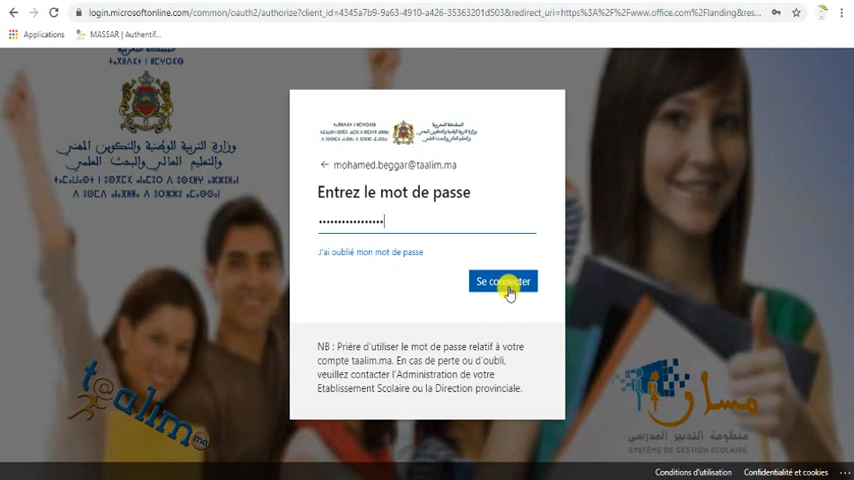 login.microsoftonline.com/common/oauth2/authorize?client_id=4345a7b9-9a63-4910-a426-35363201d503&redirect_uri=https%3A%2F%2Fwww.office.com%2Flanding&res...
Applications
MASSAR | Authentif...
وزارة التربية الوطنية والتكوين المهني
والتعليم العالي والبحث العلمي
mohamed.beggar@taalim.ma
Entrez le mot de passe
J'ai oublié mon mot de passe
Se connecter
NB : Prière d'utiliser le mot de passe relatif à votre
compte taalim.ma. En cas de perte ou d'oubli,
veuillez contacter l'Administration de votre
Etablissement Scolaire ou la Direction provinciale.
taalim
ma
مسار
منظومة التدبير المدرسي
SYSTÈME DE GESTION SCOLAIRE
Conditions d'utilisation
Confidentialité et cookies